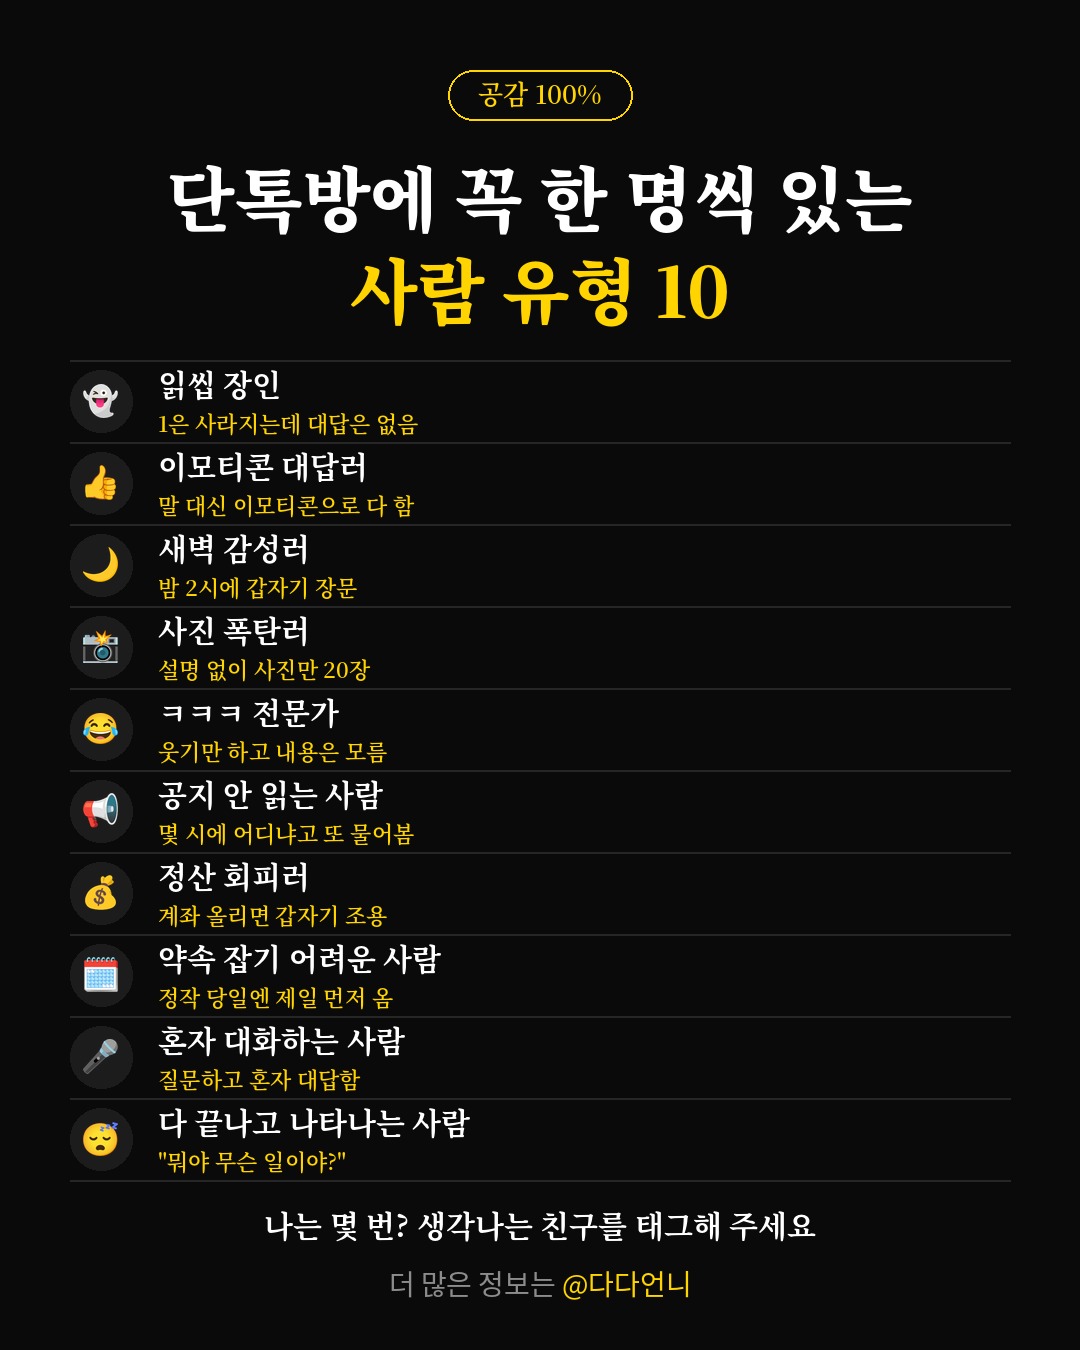 공감 100%
단톡방에 꼭 한 명씩 있는
사람 유형 10
읽씹 장인
1은 사라지는데 대답은 없음
이모티콘 대답러
말 대신 이모티콘으로 다 함
새벽 감성러
밤 2시에 갑자기 장문
사진 폭탄러
설명 없이 사진만 20장
ㅋㅋㅋ 전문가
웃기만 하고 내용은 모름
공지 안 읽는 사람
몇 시에 어디냐고 또 물어봄
정산 회피러
계좌 올리면 갑자기 조용
약속 잡기 어려운 사람
정작 당일엔 제일 먼저 옴
혼자 대화하는 사람
질문하고 혼자 대답함
다 끝나고 나타나는 사람
"뭐야 무슨 일이야?"
나는 몇 번? 생각나는 친구를 태그해 주세요
더 많은 정보는 @다다언니